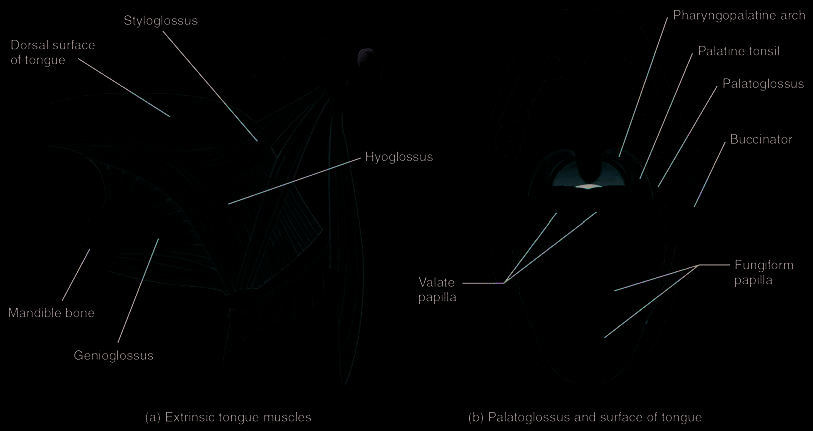 Styloglossus
Dorsal surface
of tongue
Hyoglossus
Mandible bone
Genioglossus
(a) Extrinsic tongue muscles
Pharyngopalatine arch
Palatine tonsil
Palatoglossus
Buccinator
Valate
papilla
Fungiform
papilla
(b) Palatoglossus and surface of tongue